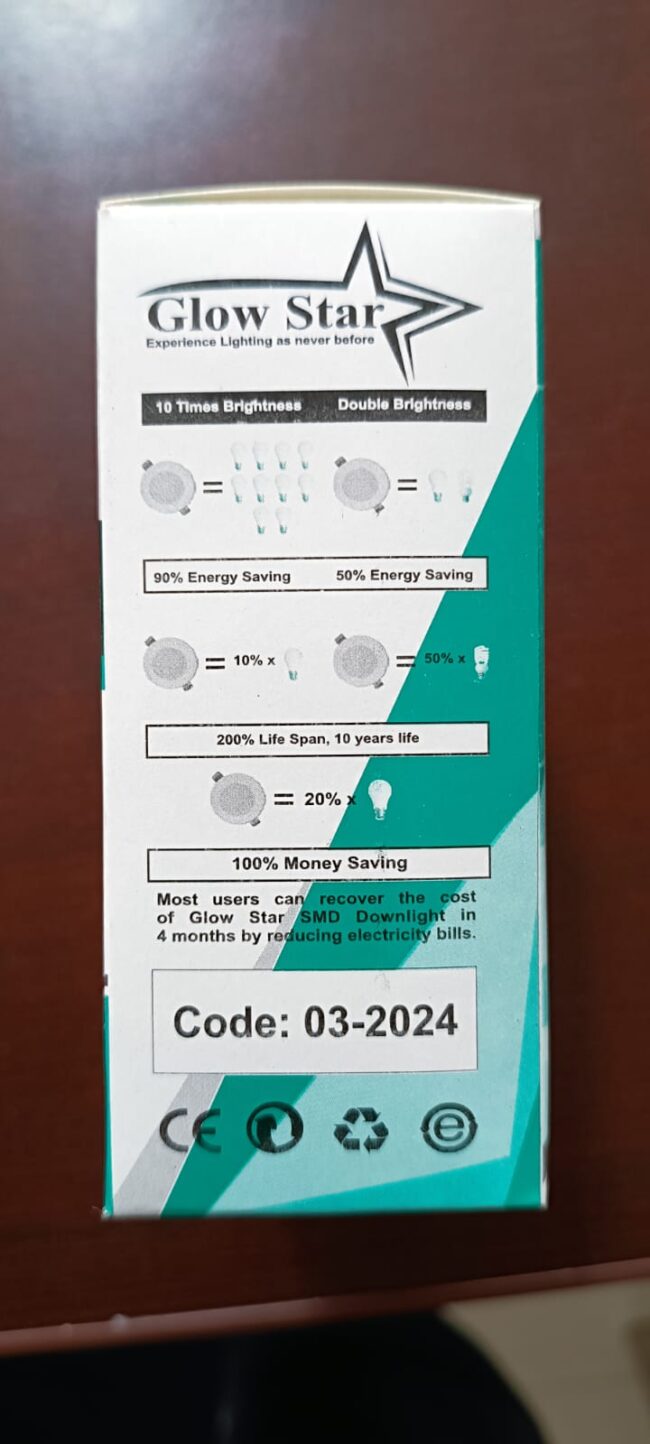 Glow Star
Experience Lighting as never before
10 Times Brightness Double Brightness
= =
90% Energy Saving 50% Energy Saving
= 10% x = 50% x
200% Life Span, 10 years life
= 20% x
100% Money Saving
Most users can recover the cost
of Glow Star SMD Downlight in
4 months by reducing electricity bills.
Code: 03-2024
CE e